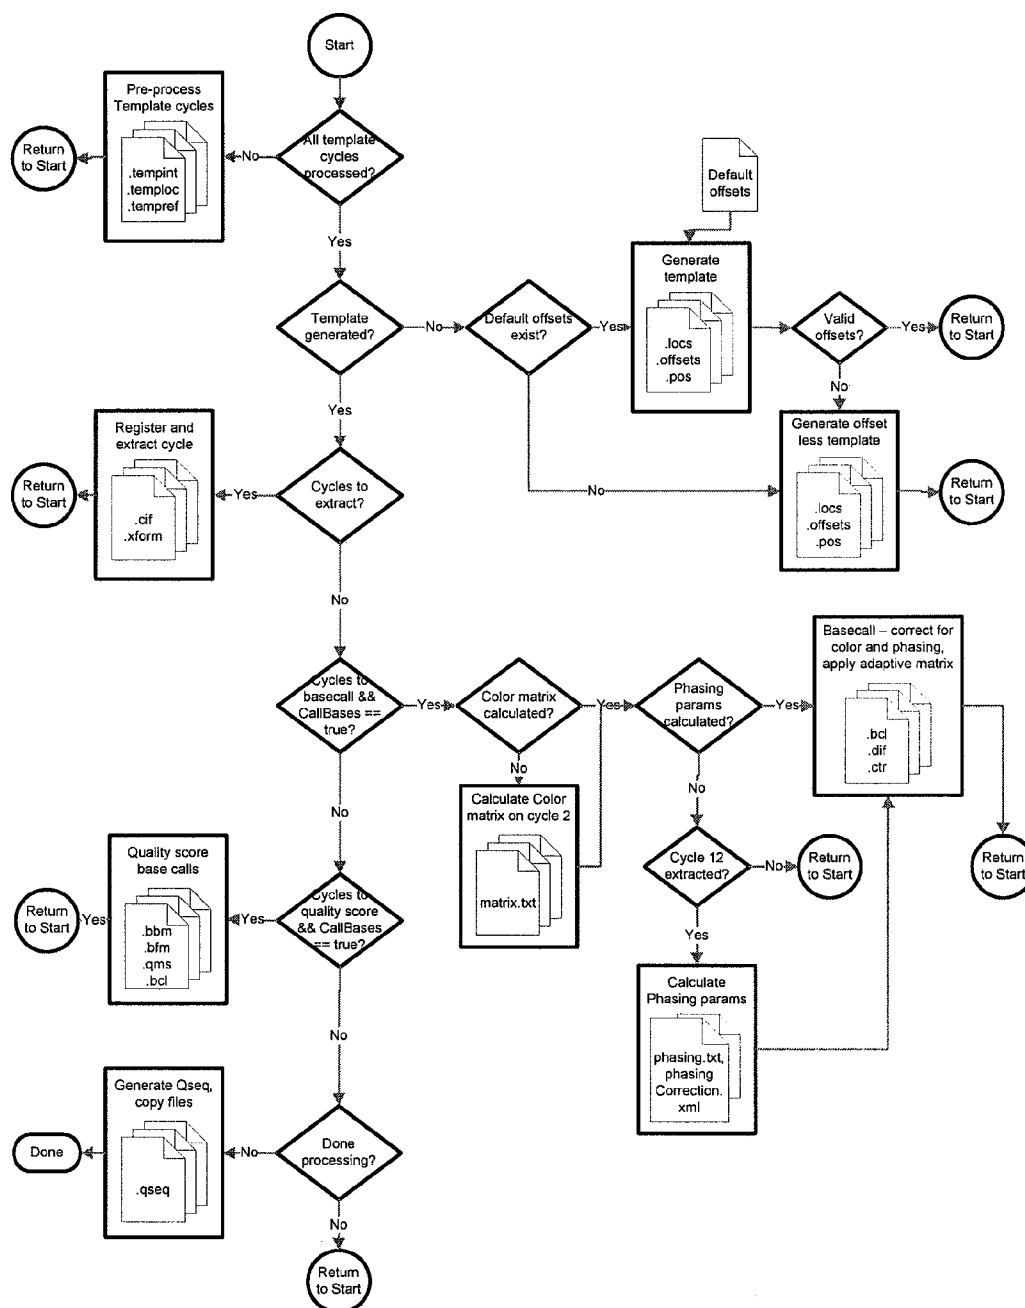 Start
Pre-process
Template cycles
.tempint
.temploc
.tempref
Return
to Start
No
All template
cycles
processed?
Yes
Default
offsets
Template
generated?
No
Default offsets
exist?
Yes
Generate
template
.locs
.offsets
.pos
Valid
offsets?
Yes
Return
to Start
No
Generate offset
less template
.locs
.offsets
.pos
Return
to Start
No
Yes
Register and
extract cycle
.cif
.xform
Return
to Start
Yes
Cycles to
extract?
No
Cycles to
basecall &&
CallBases ==
true?
Yes
Color matrix
calculated?
Yes
Phasing
params
calculated?
Yes
Basecall – correct for
color and phasing,
apply adaptive matrix
.bcl
.dif
.ctr
Return
to Start
No
Calculate Color
matrix on cycle 2
matrix.txt
No
Cycle 12
extracted?
No
Return
to Start
Yes
Calculate
Phasing params
phasing.txt,
phasing
Correction.
xml
No
Quality score
base calls
.bbm
.bfm
.qms
.bcl
Return
to Start
Yes
Yes
Cycles to
quality score
&& CallBases
== true?
No
Generate Qseq,
copy files
.qseq
Done
No
Done
processing?
No
Return
to Start